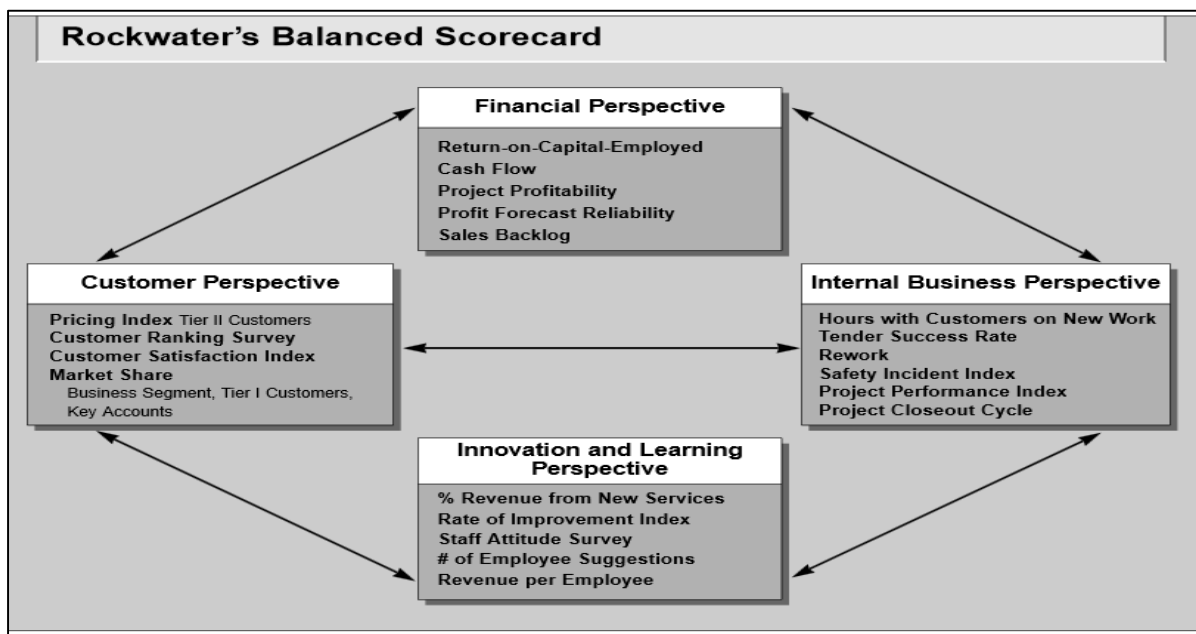 Rockwater's Balanced Scorecard
Financial Perspective
Return-on-Capital-Employed
Cash Flow
Project Profitability
Profit Forecast Reliability
Sales Backlog
Customer Perspective
Pricing Index Tier II Customers
Customer Ranking Survey
Customer Satisfaction Index
Market Share
Business Segment, Tier I Customers,
Key Accounts
Internal Business Perspective
Hours with Customers on New Work
Tender Success Rate
Rework
Safety Incident Index
Project Performance Index
Project Closeout Cycle
Innovation and Learning
Perspective
% Revenue from New Services
Rate of Improvement Index
Staff Attitude Survey
# of Employee Suggestions
Revenue per Employee